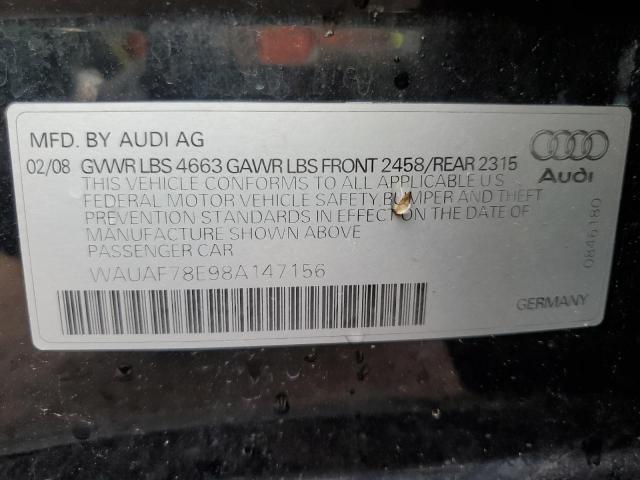 MFD. BY AUDI AG
02/08 GVWR LBS 4663 GAWR LBS FRONT 2458/REAR 2315
THIS VEHICLE CONFORMS TO ALL APPLICABLE U S
FEDERAL MOTOR VEHICLE SAFETY, BUMPER AND THEFT
PREVENTION STANDARDS IN EFFECT ON THE DATE OF
MANUFACTURE SHOWN ABOVE
PASSENGER CAR
WAUAF78E98A147156
Audi
0846180
GERMANY